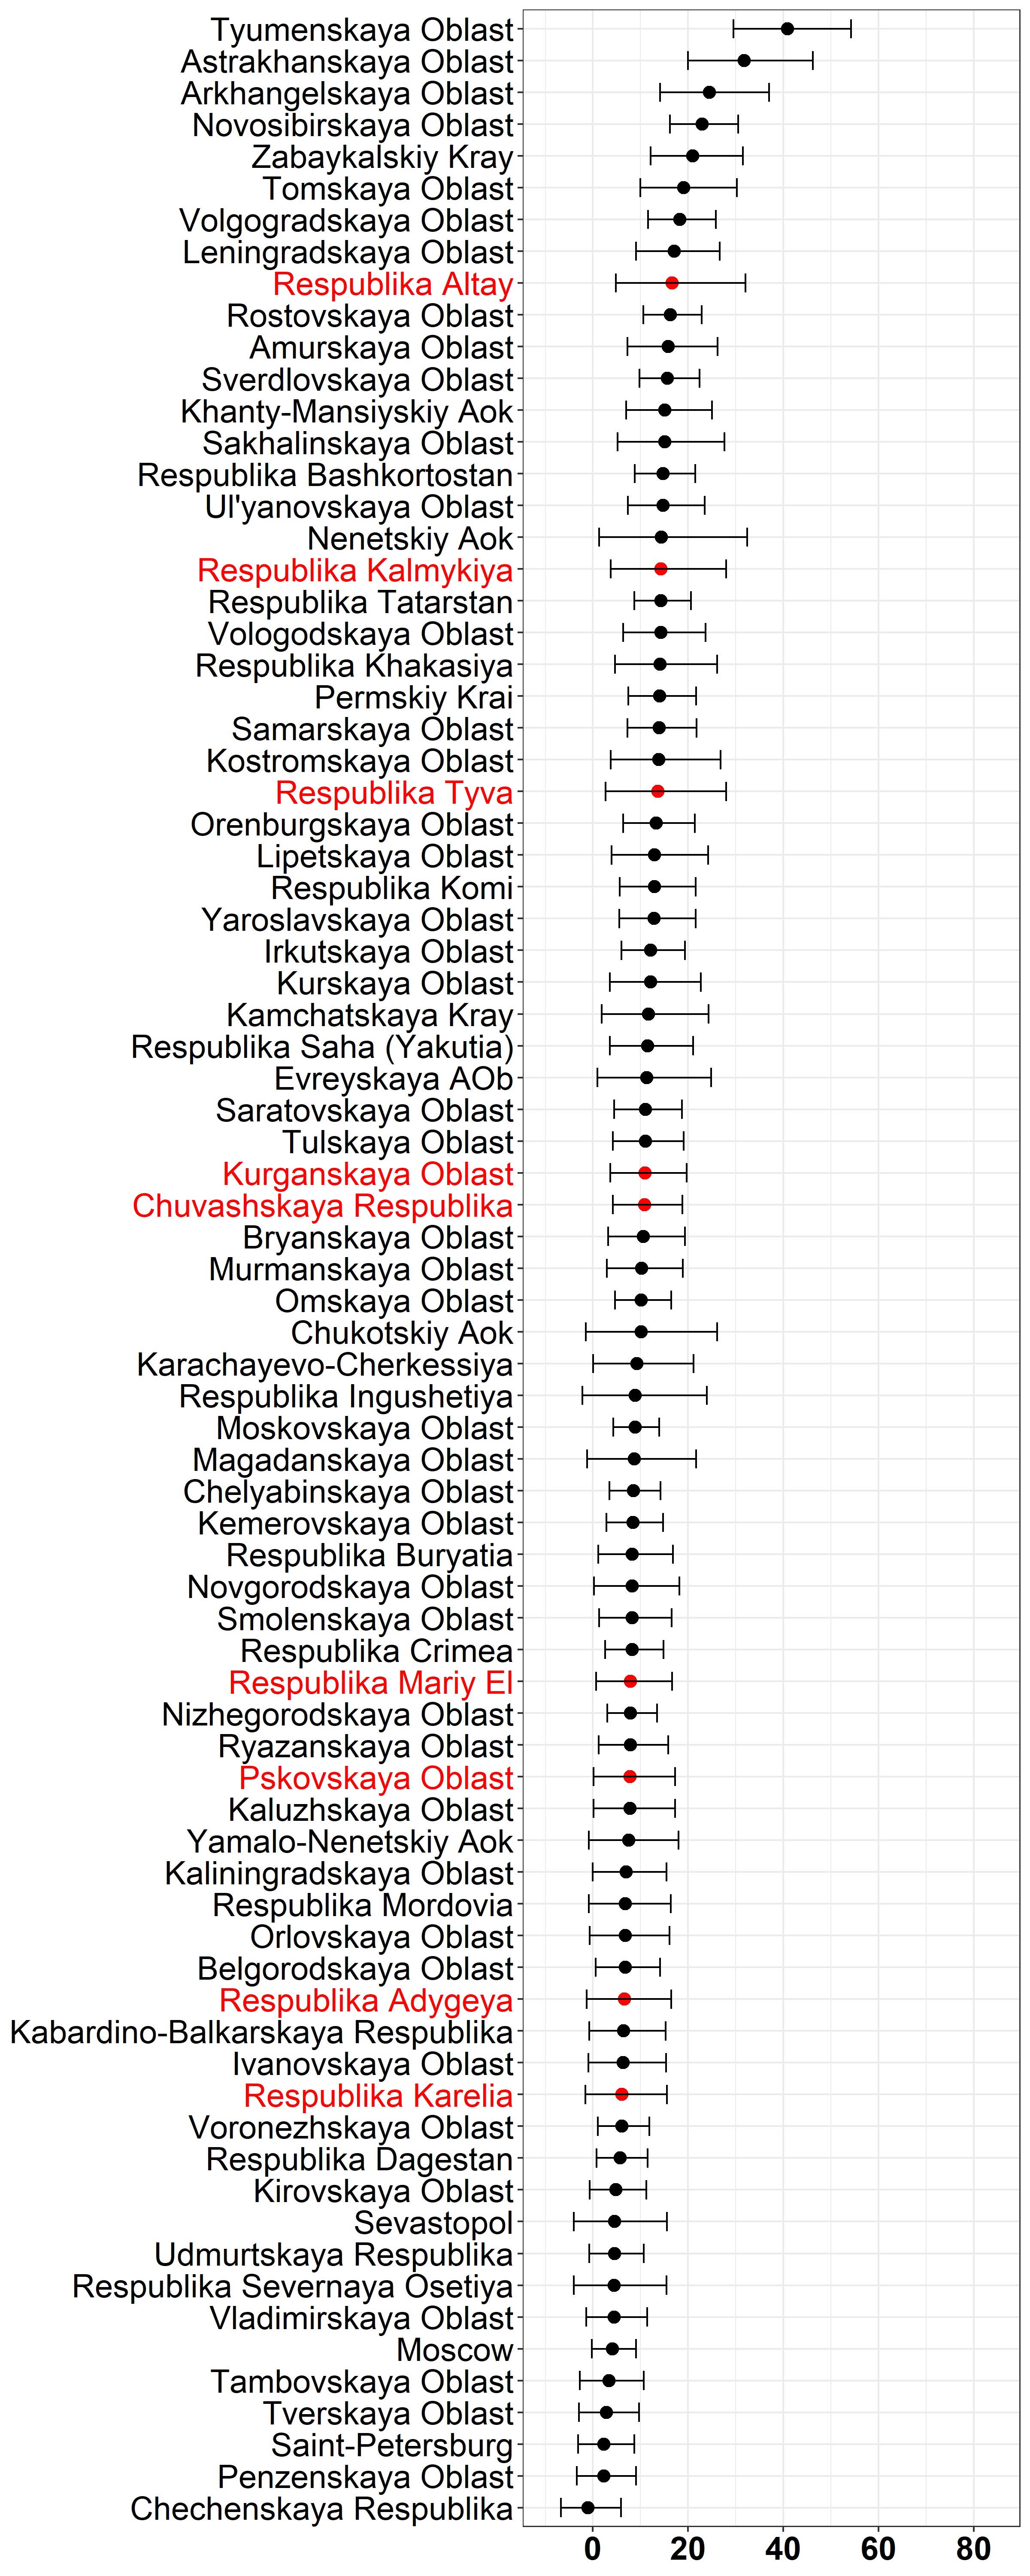 Tyumenskaya Oblast
Astrakhanskaya Oblast
Arkhangelskaya Oblast
Novosibirskaya Oblast
Zabaykalskiy Kray
Tomskaya Oblast
Volgogradskaya Oblast
Leningradskaya Oblast
Respublika Altay
Rostovskaya Oblast
Amurskaya Oblast
Sverdlovskaya Oblast
Khanty-Mansiyskiy Aok
Sakhalinskaya Oblast
Respublika Bashkortostan
Ul'yanovskaya Oblast
Nenetskiy Aok
Respublika Kalmykiya
Respublika Tatarstan
Vologodskaya Oblast
Respublika Khakasiya
Permskiy Krai
Samarskaya Oblast
Kostromskaya Oblast
Respublika Tyva
Orenburgskaya Oblast
Lipetskaya Oblast
Respublika Komi
Yaroslavskaya Oblast
Irkutskaya Oblast
Kurskaya Oblast
Kamchatskaya Kray
Respublika Saha (Yakutia)
Evreyskaya AOb
Saratovskaya Oblast
Tulskaya Oblast
Kurganskaya Oblast
Chuvashskaya Respublika
Bryanskaya Oblast
Murmanskaya Oblast
Omskaya Oblast
Chukotskiy Aok
Karachayevo-Cherkessiya
Respublika Ingushetiya
Moskovskaya Oblast
Magadanskaya Oblast
Chelyabinskaya Oblast
Kemerovskaya Oblast
Respublika Buryatia
Novgorodskaya Oblast
Smolenskaya Oblast
Respublika Crimea
Respublika Mariy El
Nizhegorodskaya Oblast
Ryazanskaya Oblast
Pskovskaya Oblast
Kaluzhskaya Oblast
Yamalo-Nenetskiy Aok
Kaliningradskaya Oblast
Respublika Mordovia
Orlovskaya Oblast
Belgorodskaya Oblast
Respublika Adygeya
Kabardino-Balkarskaya Respublika
Ivanovskaya Oblast
Respublika Karelia
Voronezhskaya Oblast
Respublika Dagestan
Kirovskaya Oblast
Sevastopol
Udmurtskaya Respublika
Respublika Severnaya Osetiya
Vladimirskaya Oblast
Moscow
Tambovskaya Oblast
Tverskaya Oblast
Saint-Petersburg
Penzenskaya Oblast
Chechenskaya Respublika
0 20 40 60 80